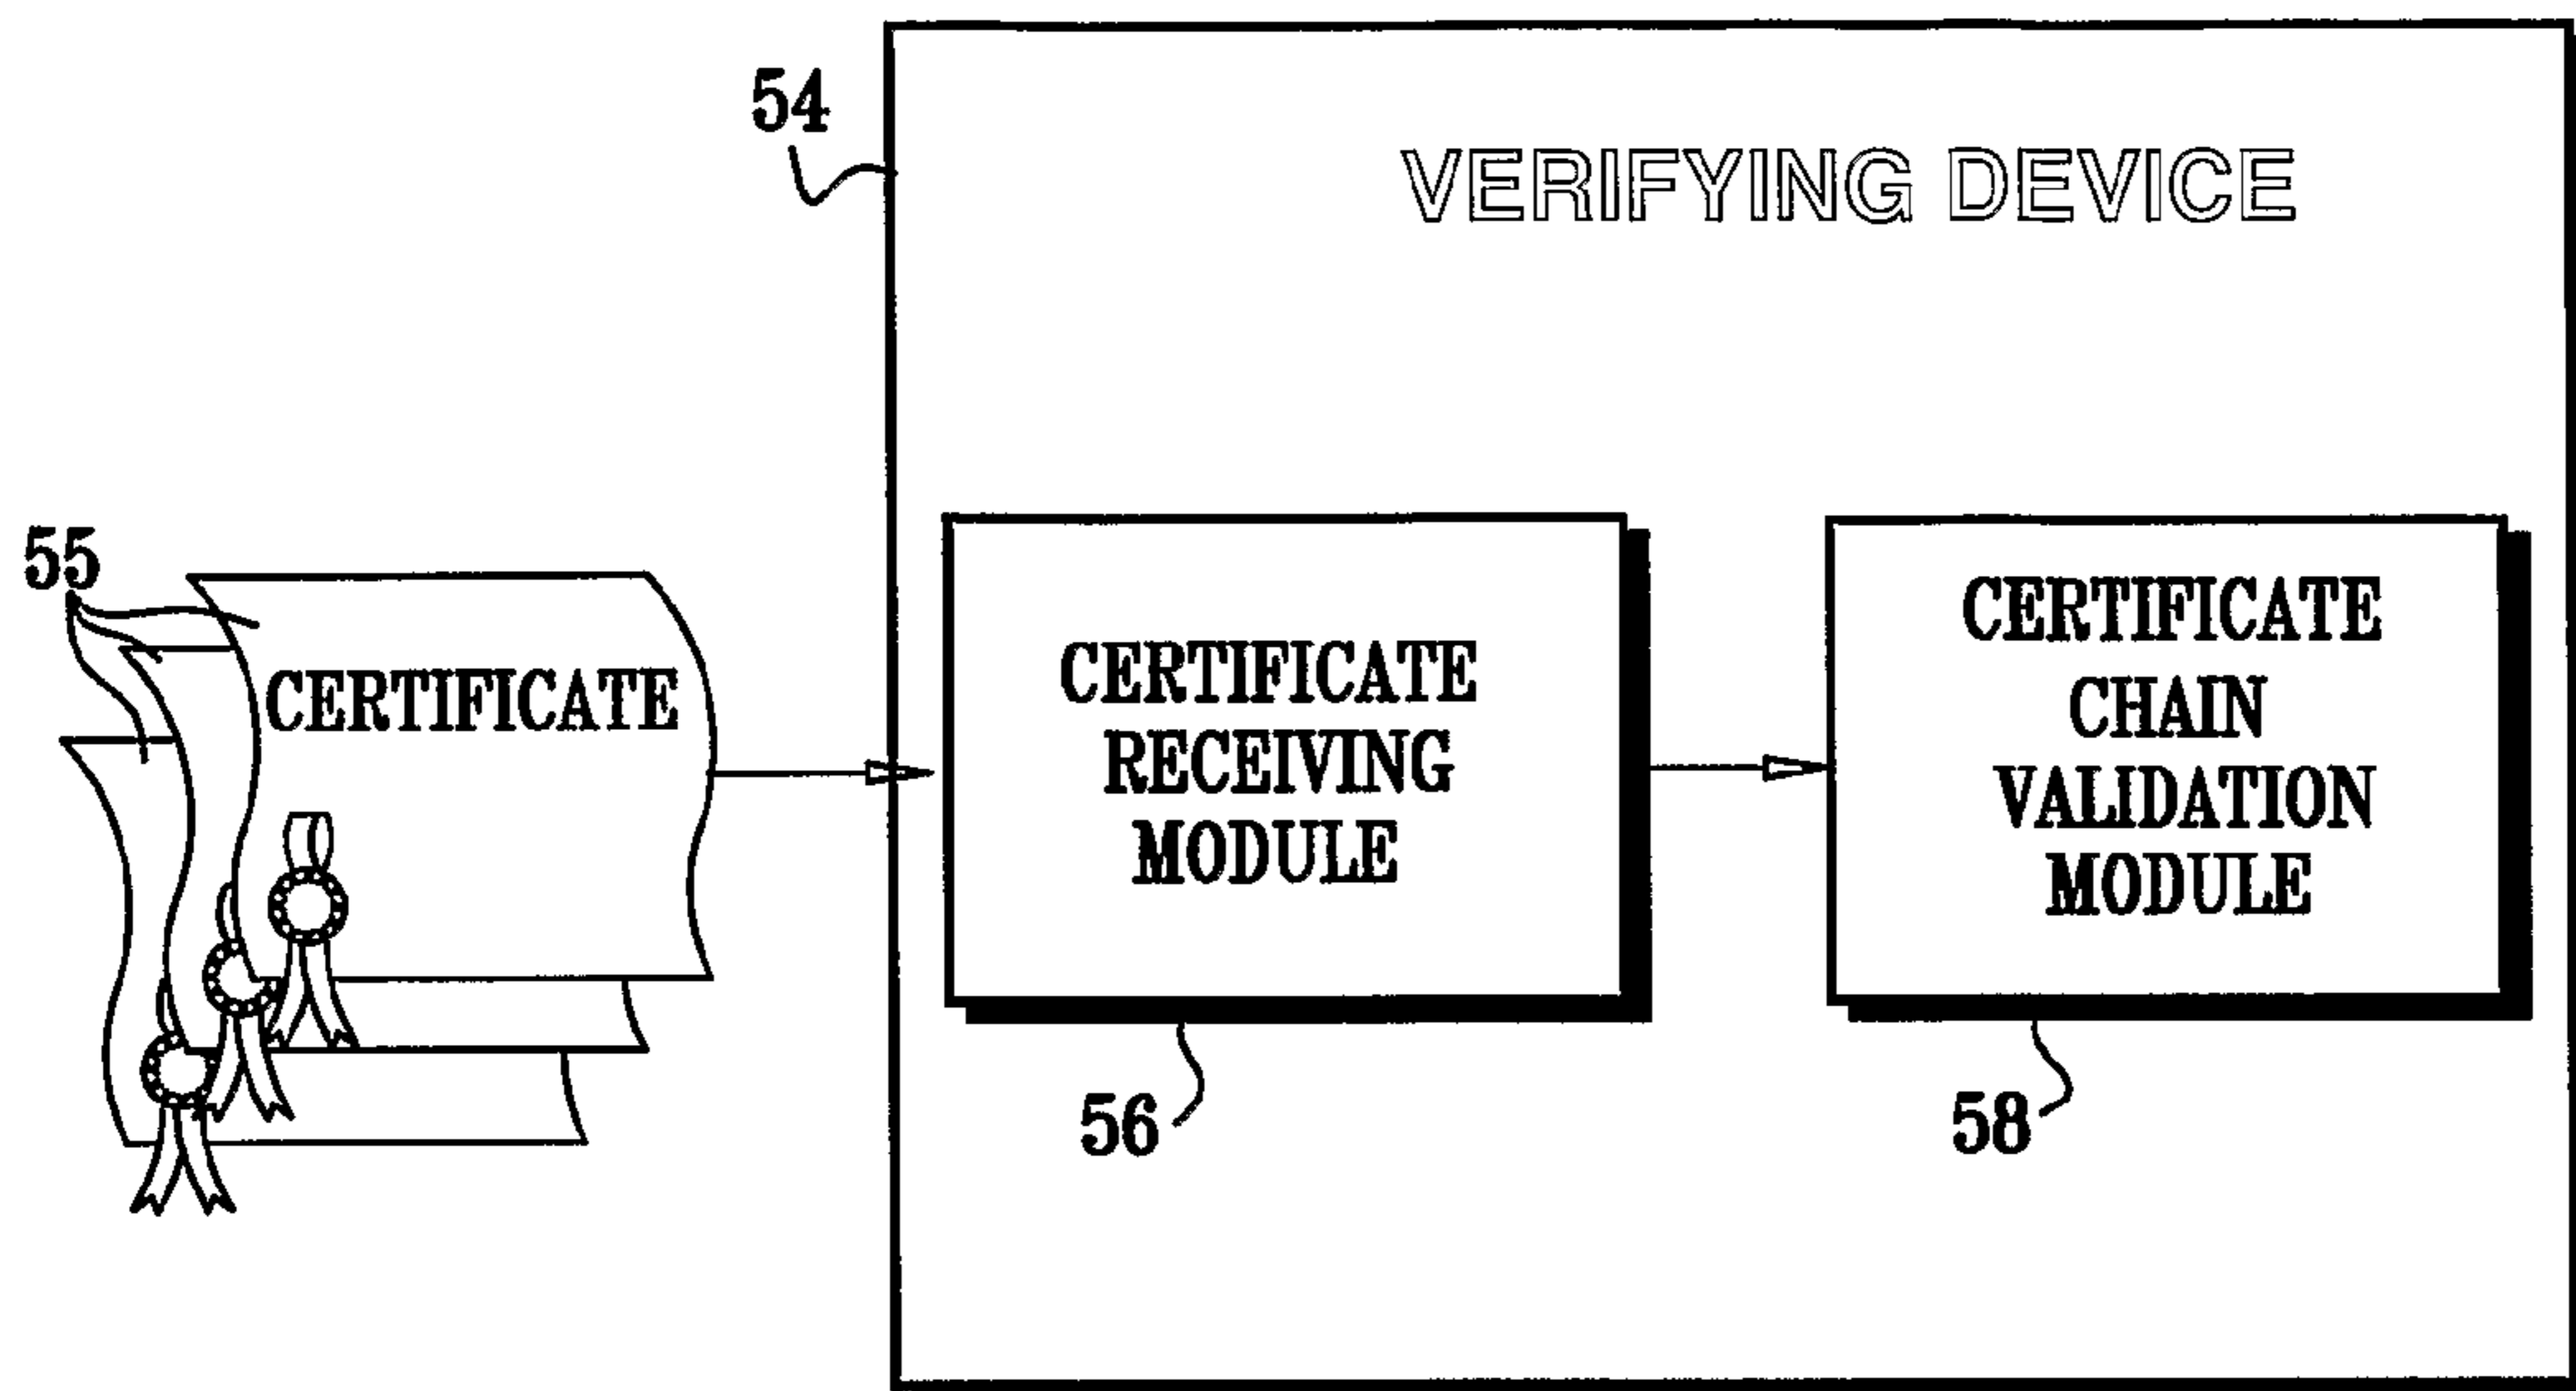 54
VERIFYING DEVICE
55
CERTIFICATE
CERTIFICATE
RECEIVING
MODULE
CERTIFICATE
CHAIN
VALIDATION
MODULE
56
58